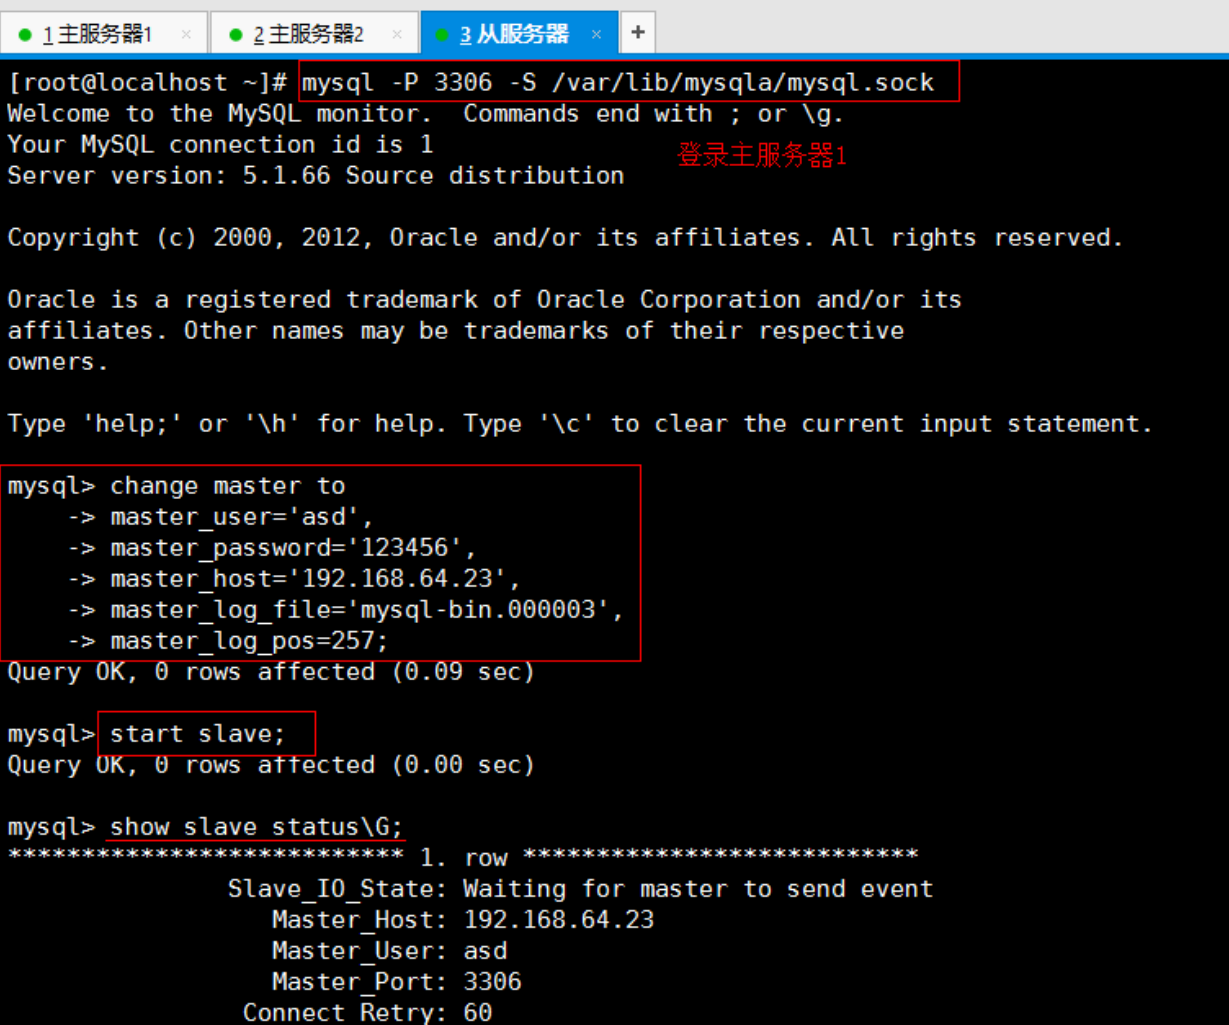 1 主服务器1 × 2 主服务器2 × 3 从服务器 × +
[root@localhost ~]# mysql -P 3306 -S /var/lib/mysqla/mysql.sock
Welcome to the MySQL monitor.  Commands end with ; or \g.
Your MySQL connection id is 1
登录主服务器1
Server version: 5.1.66 Source distribution
Copyright (c) 2000, 2012, Oracle and/or its affiliates. All rights reserved.
Oracle is a registered trademark of Oracle Corporation and/or its
affiliates. Other names may be trademarks of their respective
owners.
Type 'help;' or '\h' for help. Type '\c' to clear the current input statement.
mysql> change master to
    -> master_user='asd',
    -> master_password='123456',
    -> master_host='192.168.64.23',
    -> master_log_file='mysql-bin.000003',
    -> master_log_pos=257;
Query OK, 0 rows affected (0.09 sec)
mysql> start slave;
Query OK, 0 rows affected (0.00 sec)
mysql> show slave status\G;
*************************** 1. row ***************************
Slave_IO_State: Waiting for master to send event
Master_Host: 192.168.64.23
Master_User: asd
Master_Port: 3306
Connect_Retry: 60